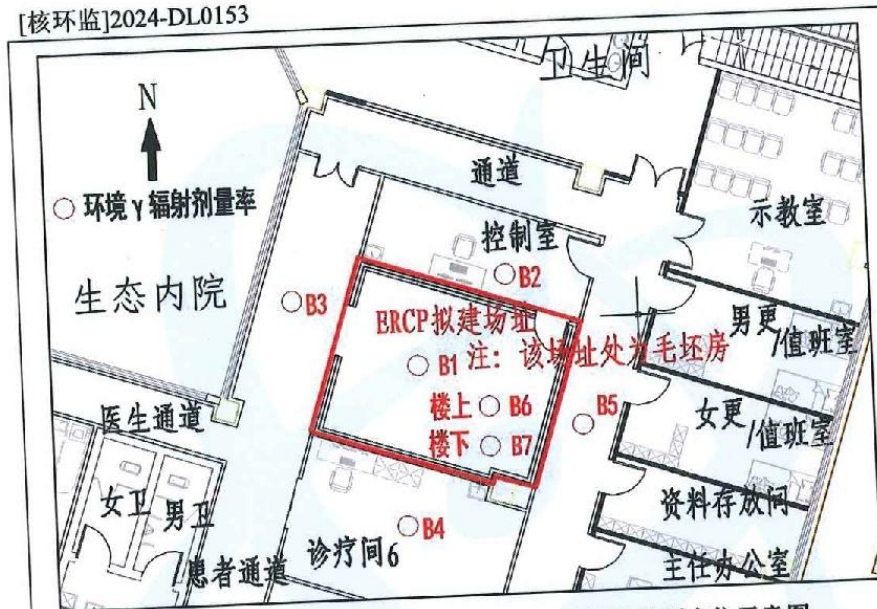 [核环监]2024-DL0153
卫生间
N
通道
环境γ辐射剂量率
示教室
控制室
B2
生态内院
B3
ERCP拟建场址
男更
/值班室
B1
注：该场址处为毛坯房
楼上
B6
B5
医生通道
楼下
B7
女更
/值班室
女卫
男卫
B4
资料存放间
患者通道
诊疗间6
主任办公室